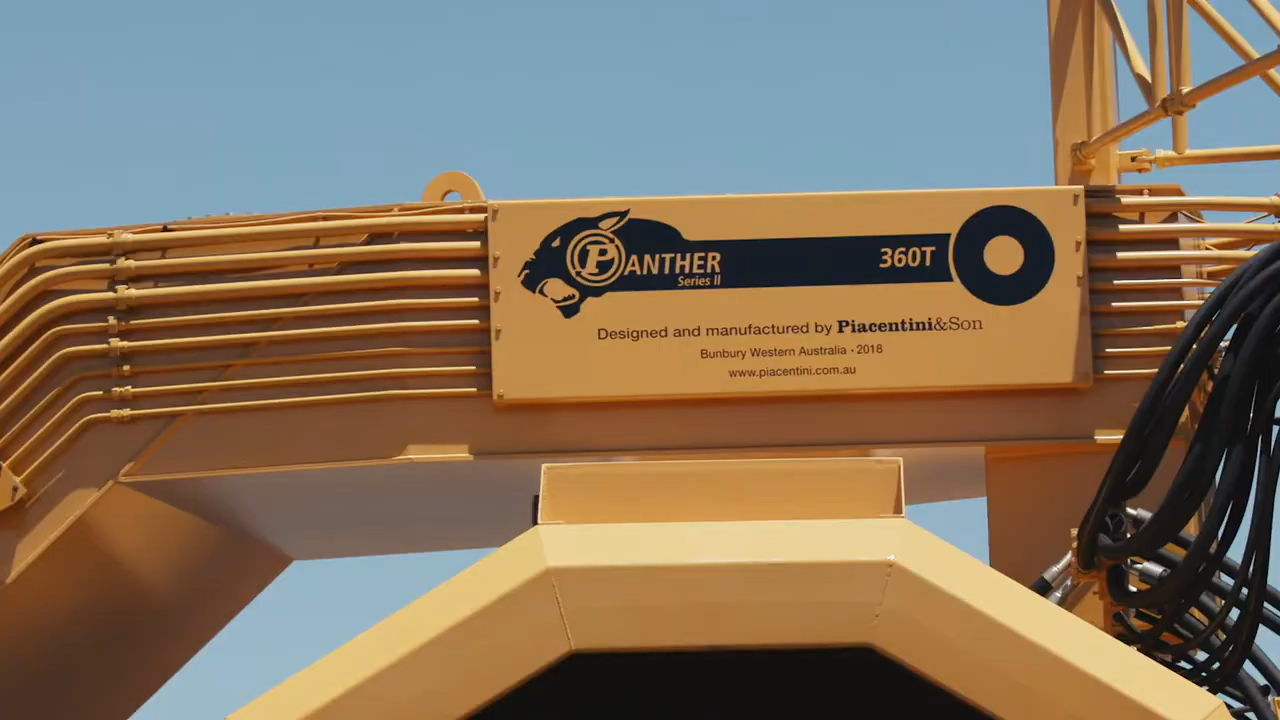 PANTHER 360T
Series II
Designed and manufactured by Piacentini&Son
Bunbury Western Australia · 2018
www.piacentini.com.au